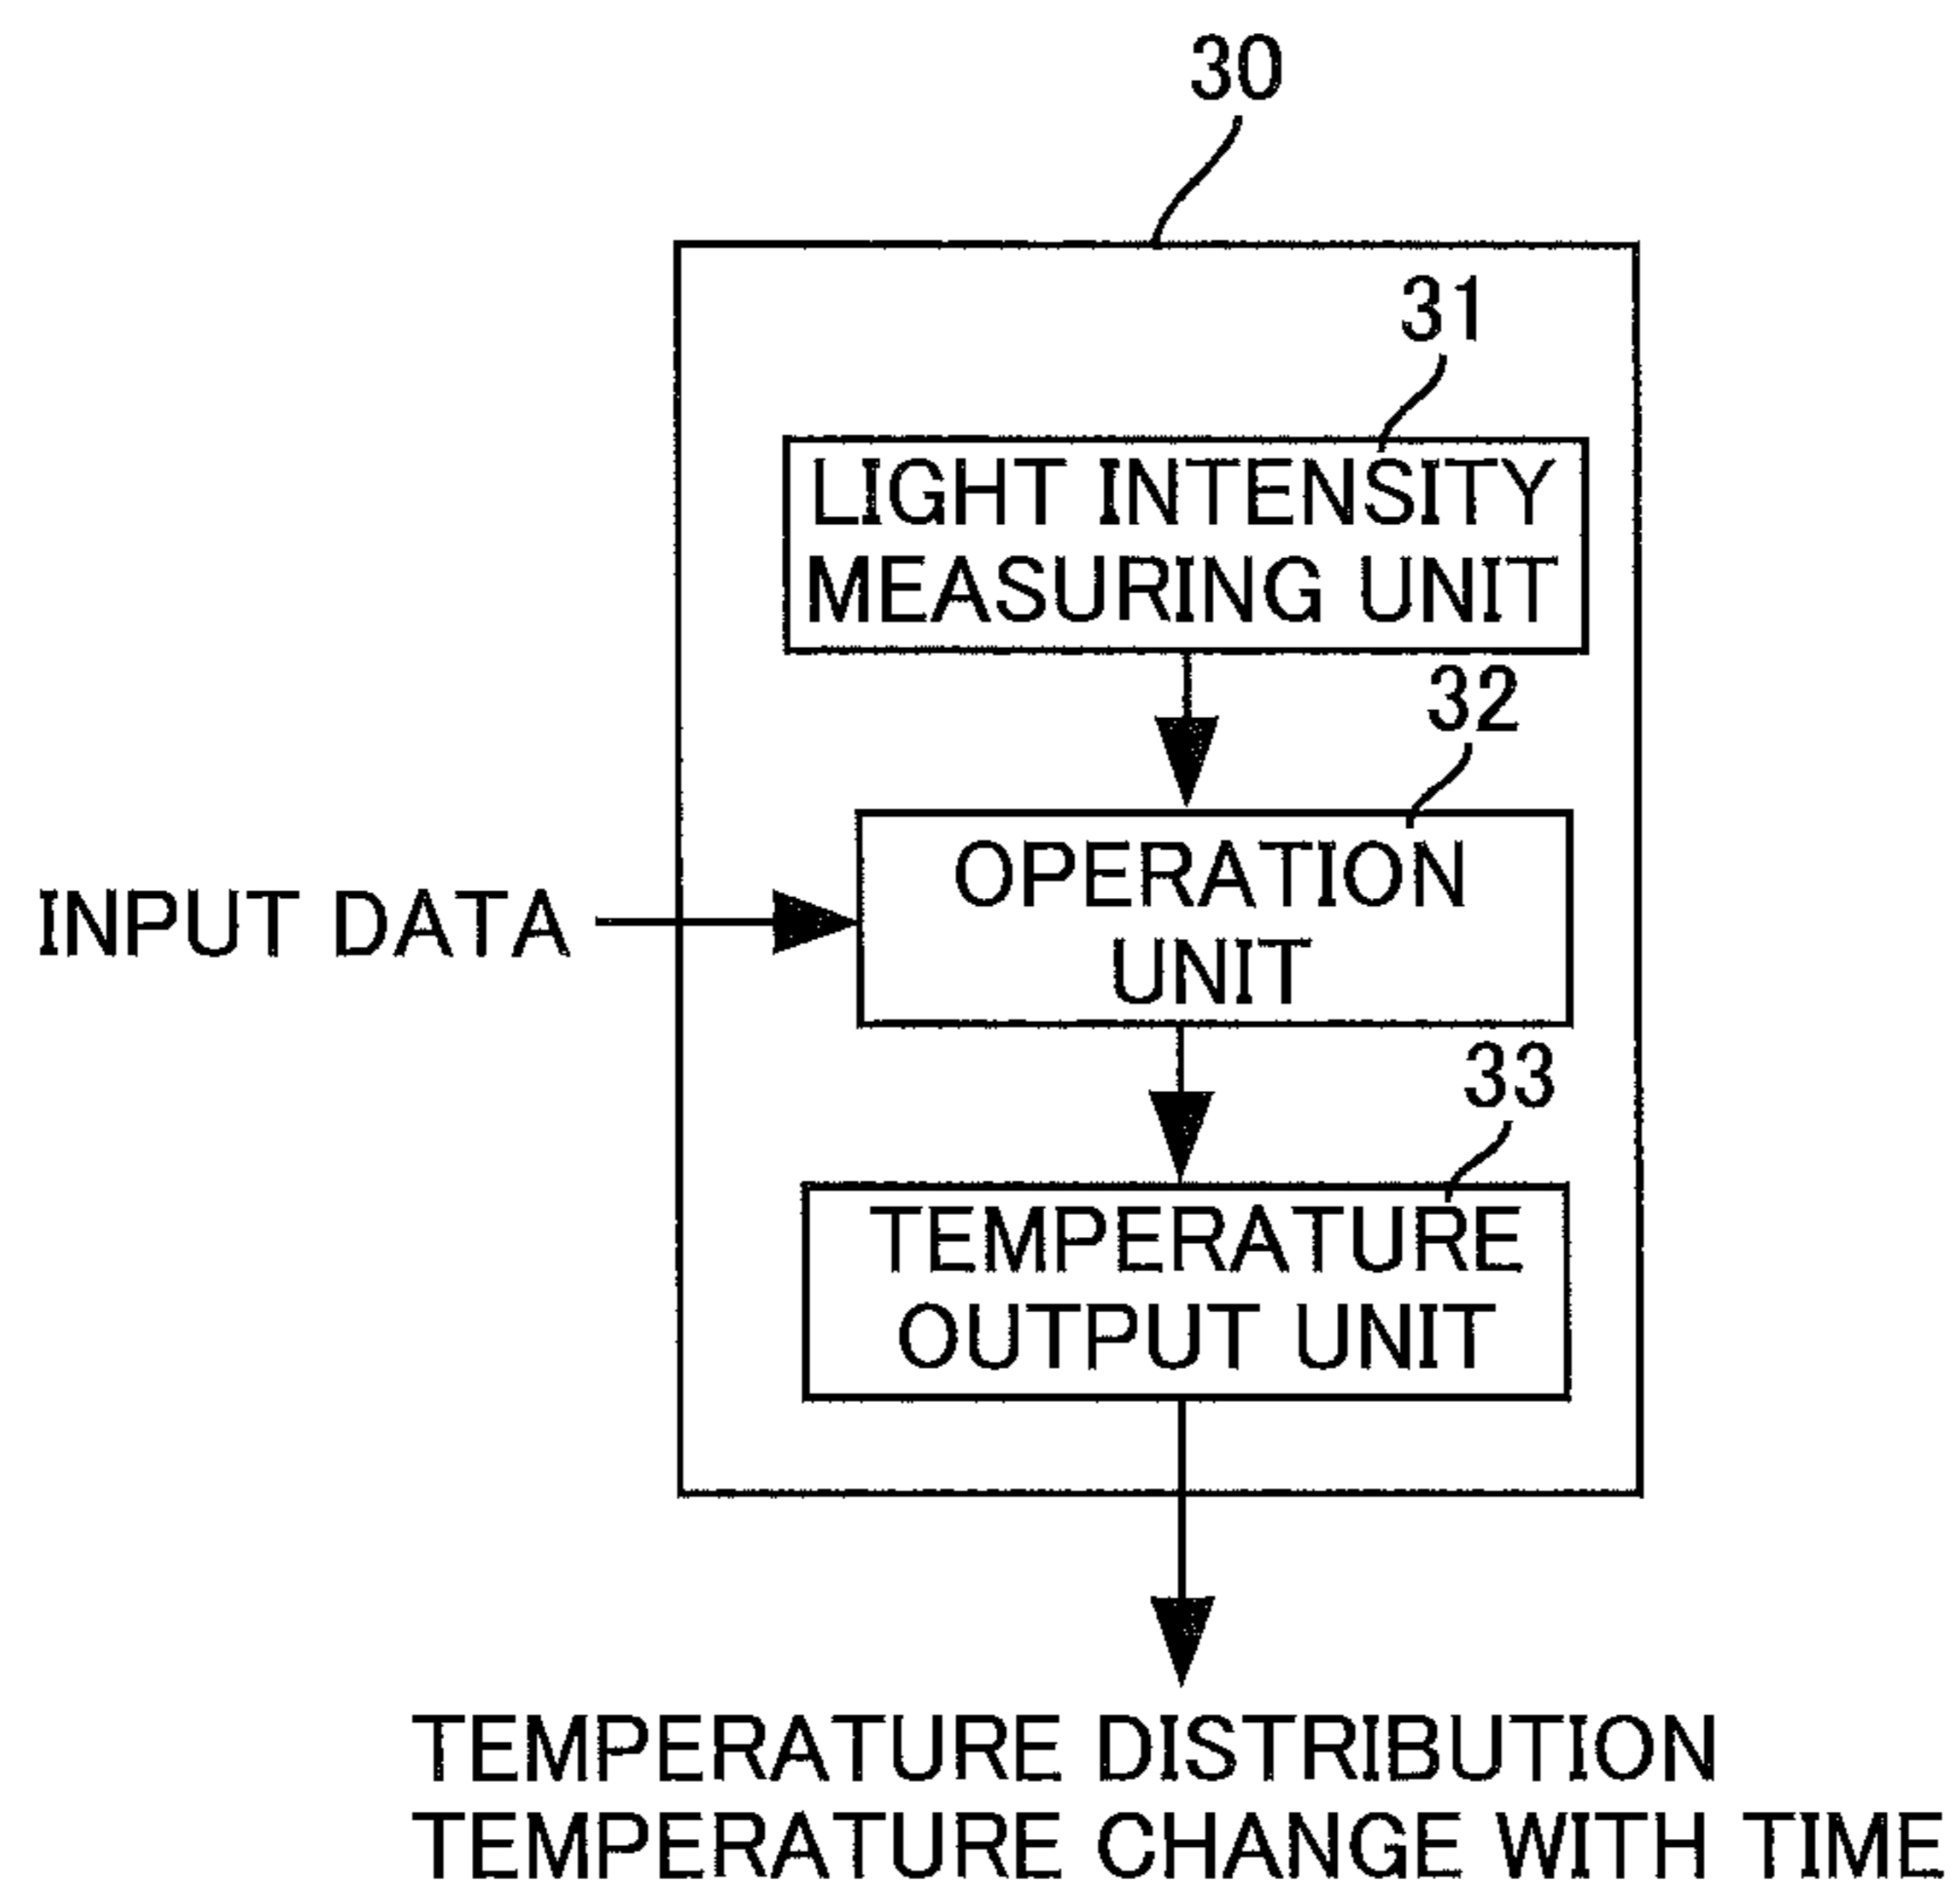 30
31
LIGHT INTENSITY
MEASURING UNIT
32
OPERATION
UNIT
INPUT DATA
33
TEMPERATURE
OUTPUT UNIT
TEMPERATURE DISTRIBUTION
TEMPERATURE CHANGE WITH TIME